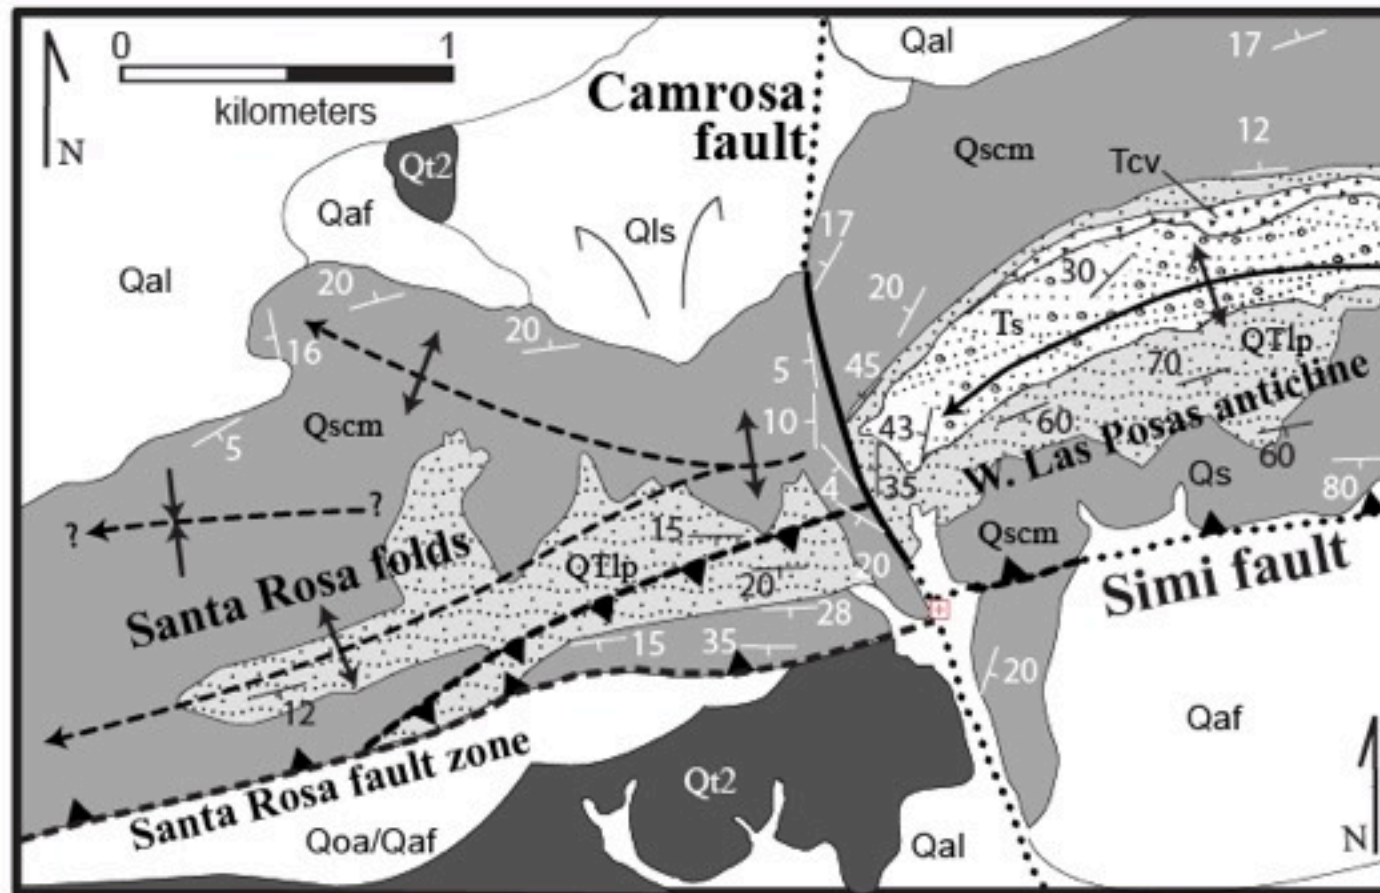 0 1
kilometers
N
Camrosa
fault
Qal
17
Qscm
12
Tcv
Qt2
Qaf
Qls
17
Qal
20
20
16
20
30
Ts
QTlp
5
45
70
10
43
60
W. Las Posas anticline
5
Qscm
4
35
60
Qs
80
? ?
15
Qscm
Santa Rosa folds
QTlp
20
20
Simi fault
28
15
35
20
12
Qaf
Santa Rosa fault zone
Qt2
Qoa/Qaf
Qal
N